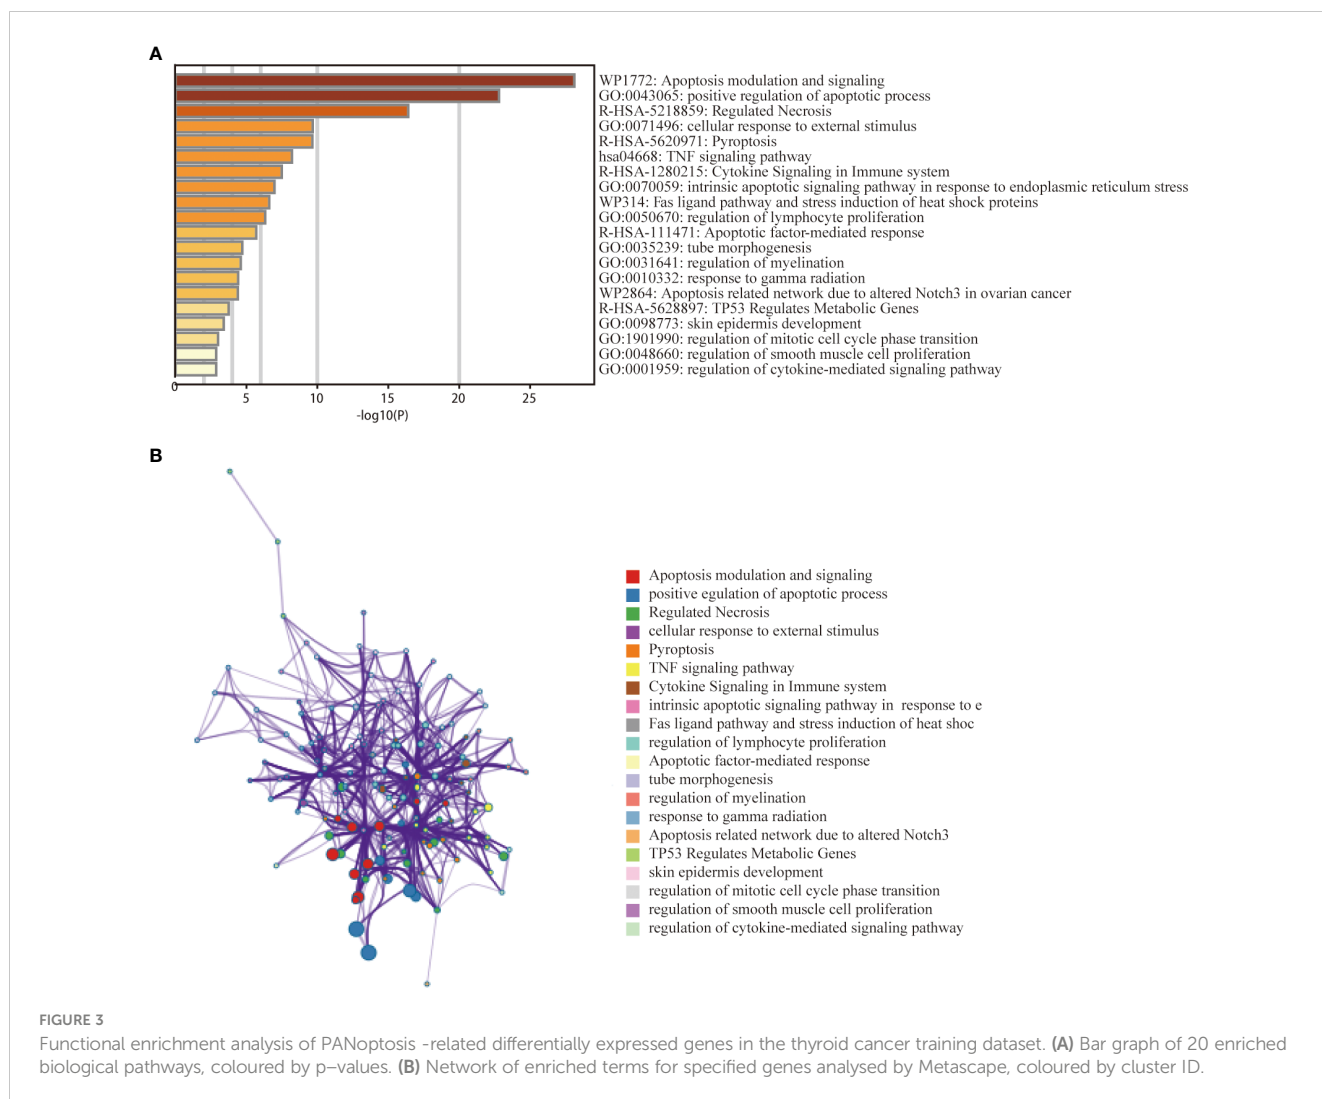 A
WP1772: Apoptosis modulation and signaling
GO:0043065: positive regulation of apoptotic process
R-HSA-5218859: Regulated Necrosis
GO:0071496: cellular response to external stimulus
R-HSA-5620971: Pyroptosis
hsa04668: TNF signaling pathway
R-HSA-1280215: Cytokine Signaling in Immune system
GO:0070059: intrinsic apoptotic signaling pathway in response to endoplasmic reticulum stress
WP314: Fas ligand pathway and stress induction of heat shock proteins
GO:0050670: regulation of lymphocyte proliferation
R-HSA-111471: Apoptotic factor-mediated response
GO:0035239: tube morphogenesis
GO:0031641: regulation of myelination
GO:0010332: response to gamma radiation
WP2864: Apoptosis related network due to altered Notch3 in ovarian cancer
R-HSA-5628897: TP53 Regulates Metabolic Genes
GO:0098773: skin epidermis development
GO:1901990: regulation of mitotic cell cycle phase transition
GO:0048660: regulation of smooth muscle cell proliferation
GO:0001959: regulation of cytokine-mediated signaling pathway
0 5 10 15 20 25
-log10(P)
B
Apoptosis modulation and signaling
positive egulation of apoptotic process
Regulated Necrosis
cellular response to external stimulus
Pyroptosis
TNF signaling pathway
Cytokine Signaling in Immune system
intrinsic apoptotic signaling pathway in response to e
Fas ligand pathway and stress induction of heat shoc
regulation of lymphocyte proliferation
Apoptotic factor-mediated response
tube morphogenesis
regulation of myelination
response to gamma radiation
Apoptosis related network due to altered Notch3
TP53 Regulates Metabolic Genes
skin epidermis development
regulation of mitotic cell cycle phase transition
regulation of smooth muscle cell proliferation
regulation of cytokine-mediated signaling pathway
FIGURE 3
Functional enrichment analysis of PANoptosis -related differentially expressed genes in the thyroid cancer training dataset. (A) Bar graph of 20 enriched
biological pathways, coloured by p–values. (B) Network of enriched terms for specified genes analysed by Metascape, coloured by cluster ID.